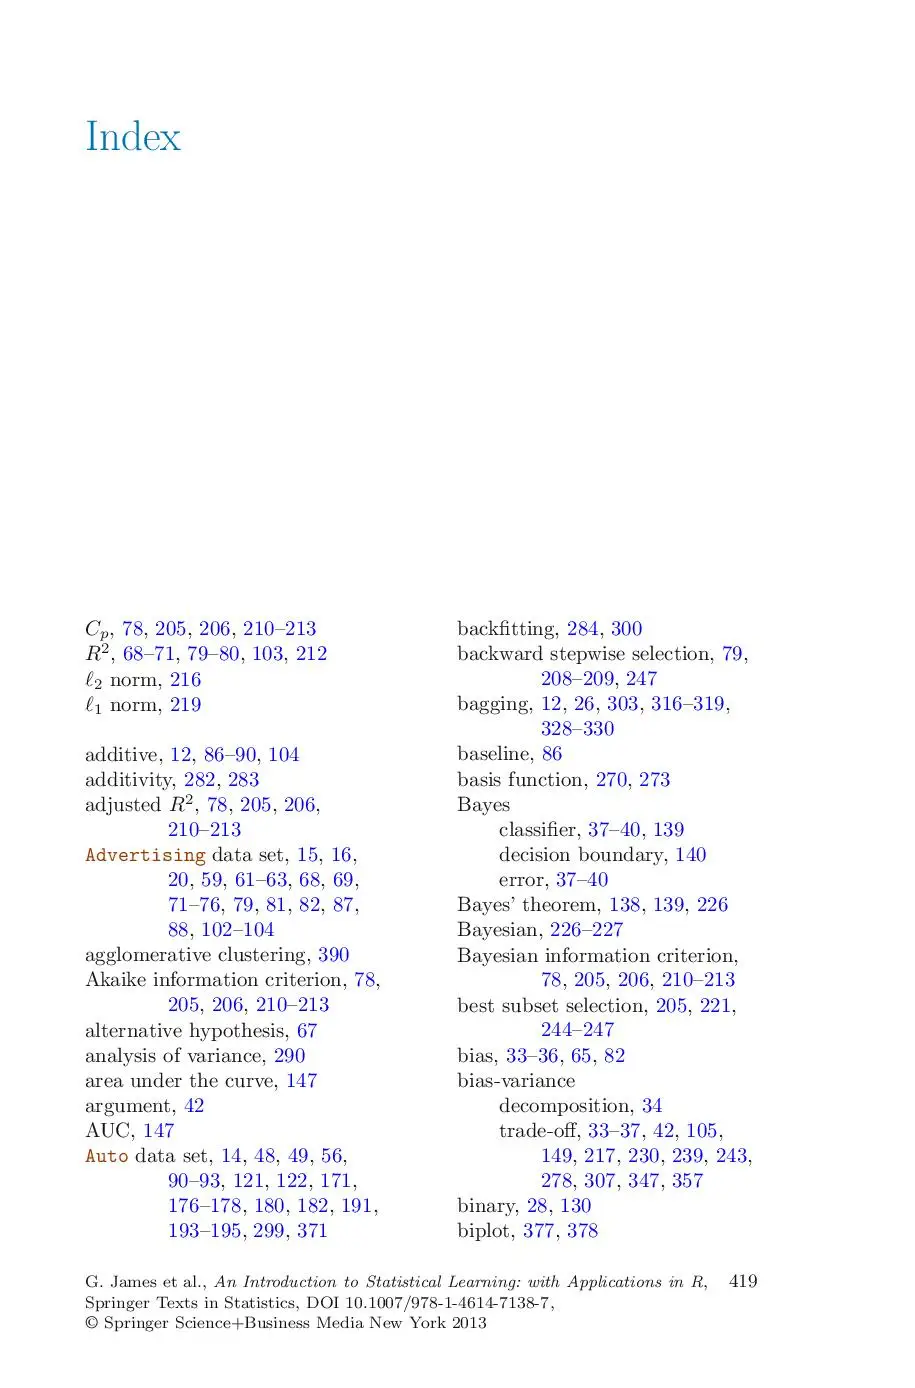 Index
C_p, 78, 205, 206, 210–213
R², 68–71, 79–80, 103, 212
ℓ₂ norm, 216
ℓ₁ norm, 219
additive, 12, 86–90, 104
additivity, 282, 283
adjusted R², 78, 205, 206,
210–213
Advertising data set, 15, 16,
20, 59, 61–63, 68, 69,
71–76, 79, 81, 82, 87,
88, 102–104
agglomerative clustering, 390
Akaike information criterion, 78,
205, 206, 210–213
alternative hypothesis, 67
analysis of variance, 290
area under the curve, 147
argument, 42
AUC, 147
Auto data set, 14, 48, 49, 56,
90–93, 121, 122, 171,
176–178, 180, 182, 191,
193–195, 299, 371
backfitting, 284, 300
backward stepwise selection, 79,
208–209, 247
bagging, 12, 26, 303, 316–319,
328–330
baseline, 86
basis function, 270, 273
Bayes
classifier, 37–40, 139
decision boundary, 140
error, 37–40
Bayes’ theorem, 138, 139, 226
Bayesian, 226–227
Bayesian information criterion,
78, 205, 206, 210–213
best subset selection, 205, 221,
244–247
bias, 33–36, 65, 82
bias-variance
decomposition, 34
trade-off, 33–37, 42, 105,
149, 217, 230, 239, 243,
278, 307, 347, 357
binary, 28, 130
biplot, 377, 378
G. James et al., An Introduction to Statistical Learning: with Applications in R, 419
Springer Texts in Statistics, DOI 10.1007/978-1-4614-7138-7,
© Springer Science+Business Media New York 2013